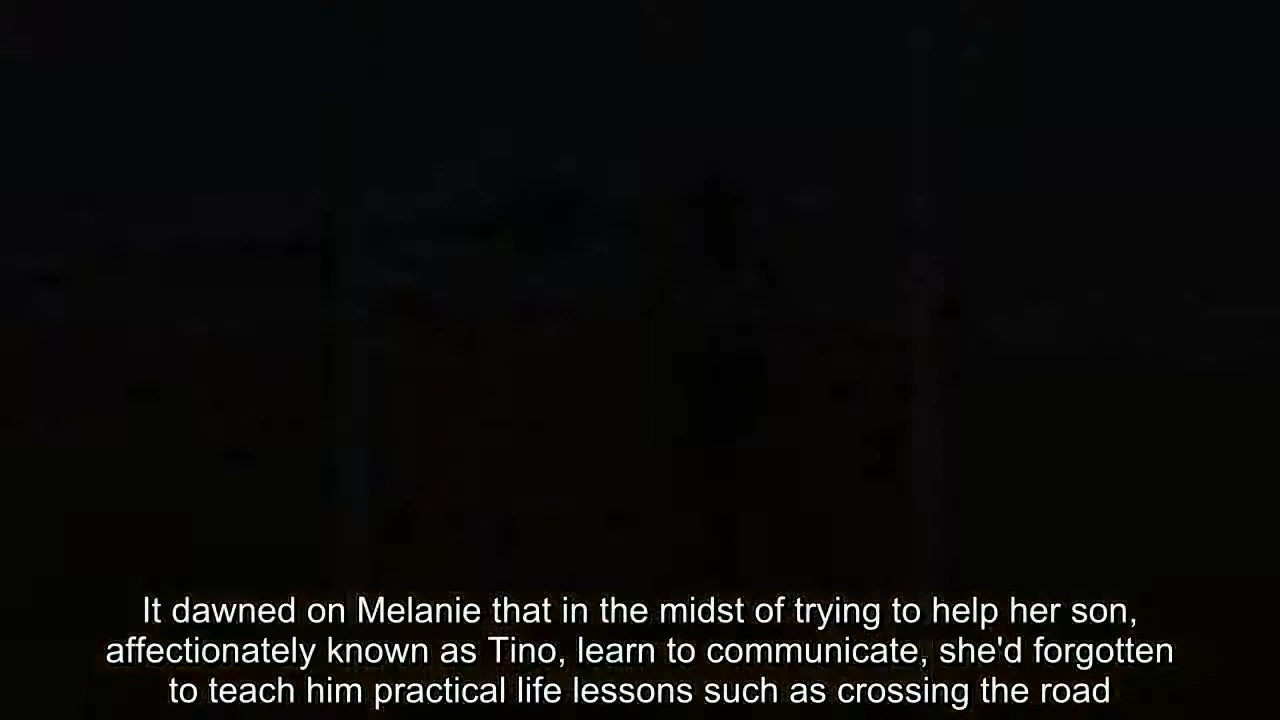 It dawned on Melanie that in the midst of trying to help her son,
affectionately known as Tino, learn to communicate, she'd forgotten
to teach him practical life lessons such as crossing the road